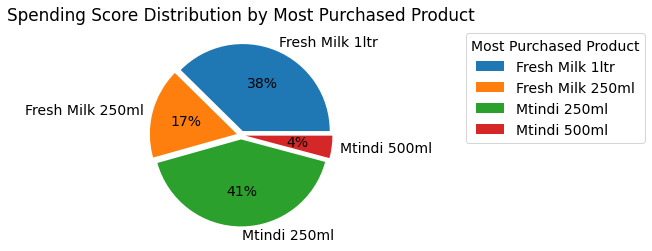 Spending Score Distribution by Most Purchased Product
Fresh Milk 1ltr
38%
Fresh Milk 250ml
17%
Mtindi 250ml
41%
Mtindi 500ml
4%
Most Purchased Product
Fresh Milk 1ltr
Fresh Milk 250ml
Mtindi 250ml
Mtindi 500ml